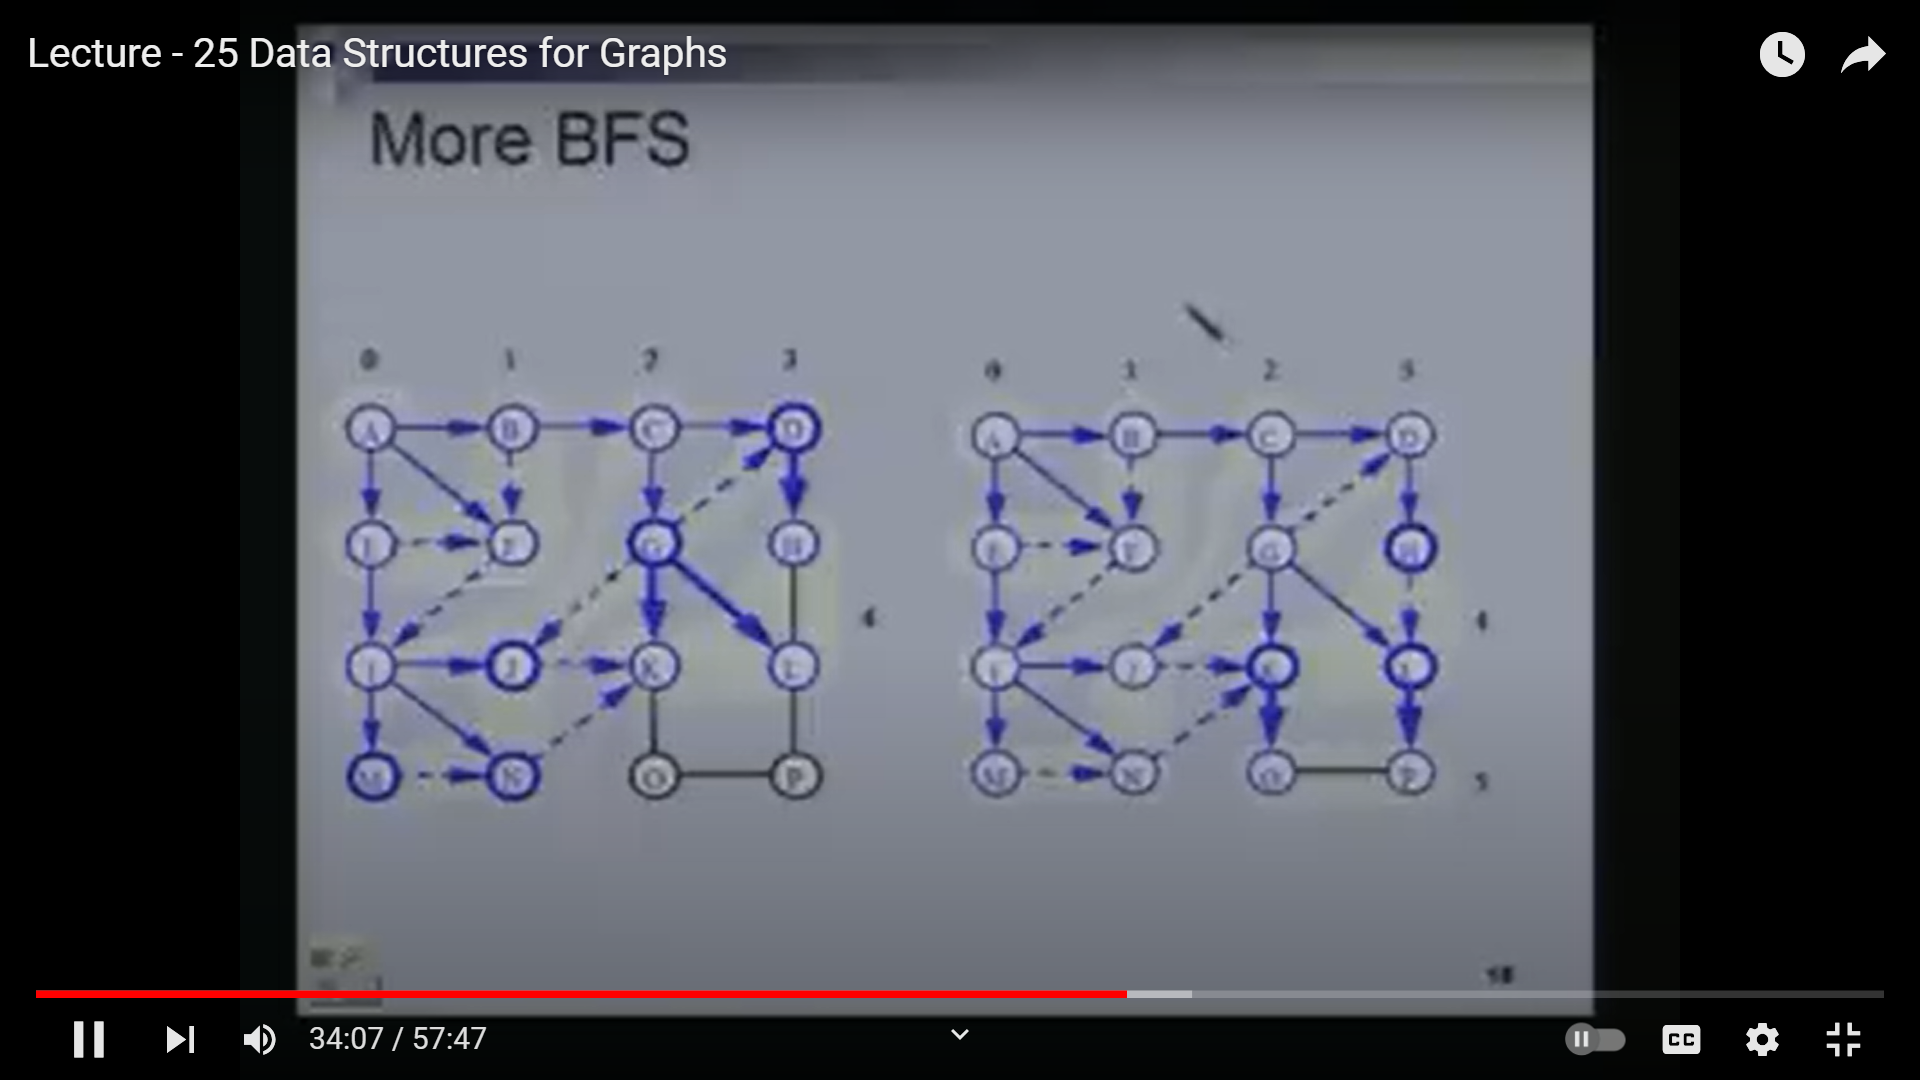 Lecture - 25 Data Structures for Graphs
More BFS
0 1 2 3
A B C D
E F G H
4
I J K L
M N O P
0 1 2 3
A B C D
E F G H
4
I J K L
M N O P
5
34:07 / 57:47
CC